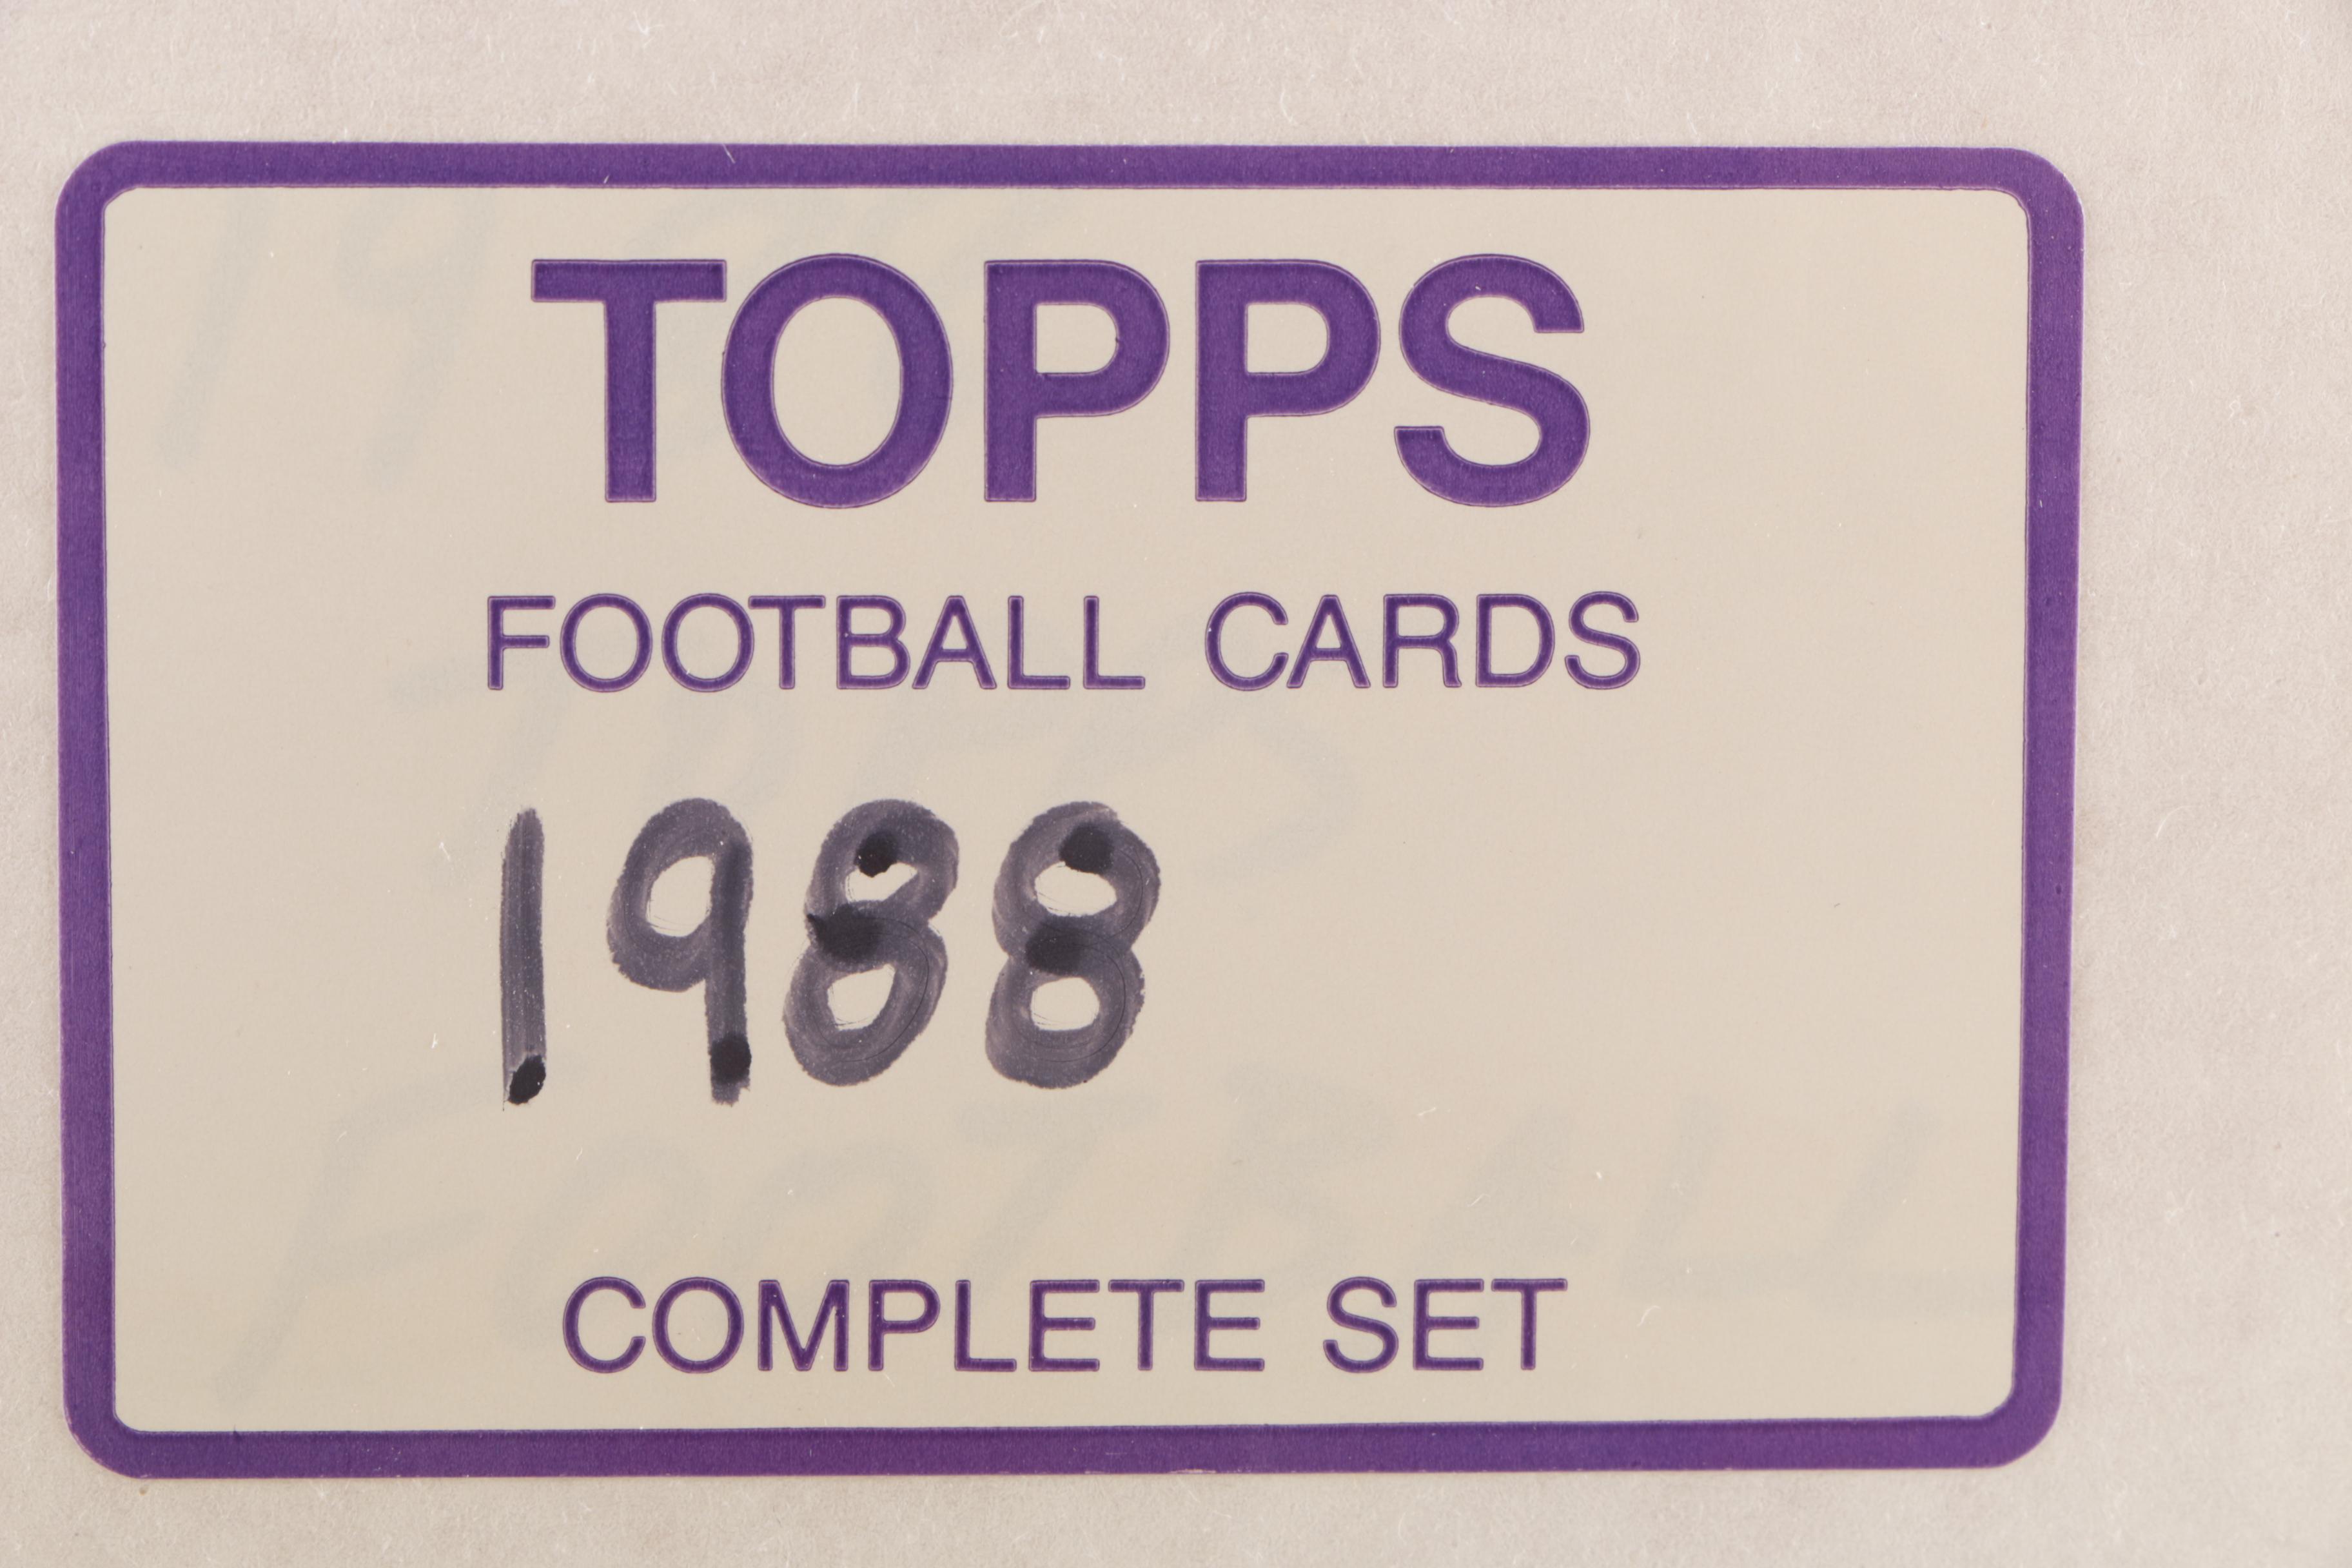 TOPPS
FOOTBALL CARDS
1988
COMPLETE SET